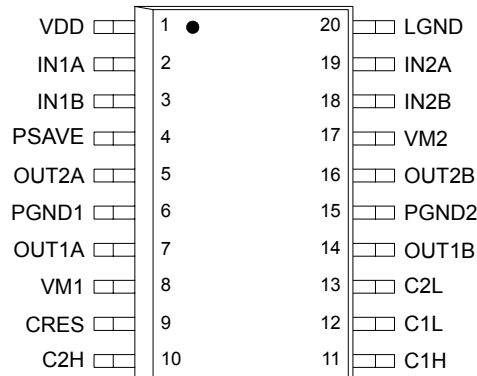 VDD 1 20 LGND
IN1A 2 19 IN2A
IN1B 3 18 IN2B
PSAVE 4 17 VM2
OUT2A 5 16 OUT2B
PGND1 6 15 PGND2
OUT1A 7 14 OUT1B
VM1 8 13 C2L
CRES 9 12 C1L
C2H 10 11 C1H